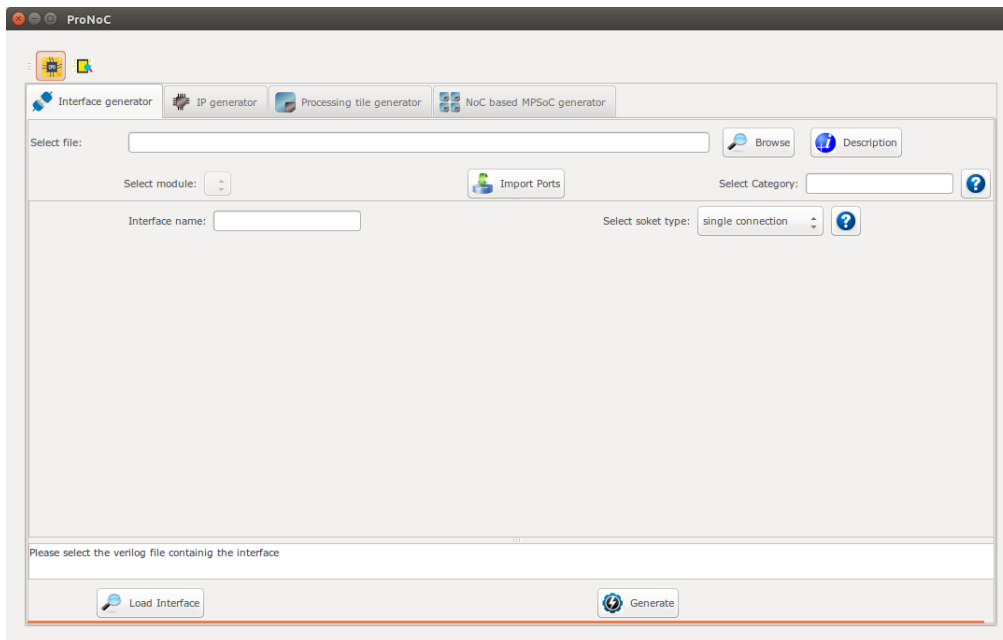 ProNoC
Interface generator
IP generator
Processing tile generator
NoC based MPSoC generator
Select file:
Browse
Description
Select module:
Import Ports
Select Category:
Interface name:
Select soket type:
single connection
Please select the verilog file containig the interface
Load Interface
Generate